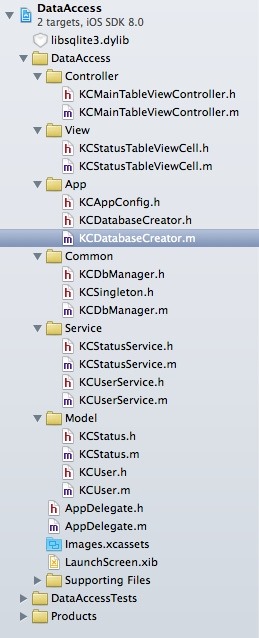 DataAccess
2 targets, iOS SDK 8.0
libsqlite3.dylib
DataAccess
Controller
KCMainTableViewController.h
KCMainTableViewController.m
View
KCStatusTableViewCell.h
KCStatusTableViewCell.m
App
KCAppConfig.h
KCDatabaseCreator.h
KCDatabaseCreator.m
Common
KCDbManager.h
KCSingleton.h
KCDbManager.m
Service
KCStatusService.h
KCStatusService.m
KCUserService.h
KCUserService.m
Model
KCStatus.h
KCStatus.m
KCUser.h
KCUser.m
AppDelegate.h
AppDelegate.m
Images.xcassets
LaunchScreen.xib
Supporting Files
DataAccessTests
Products